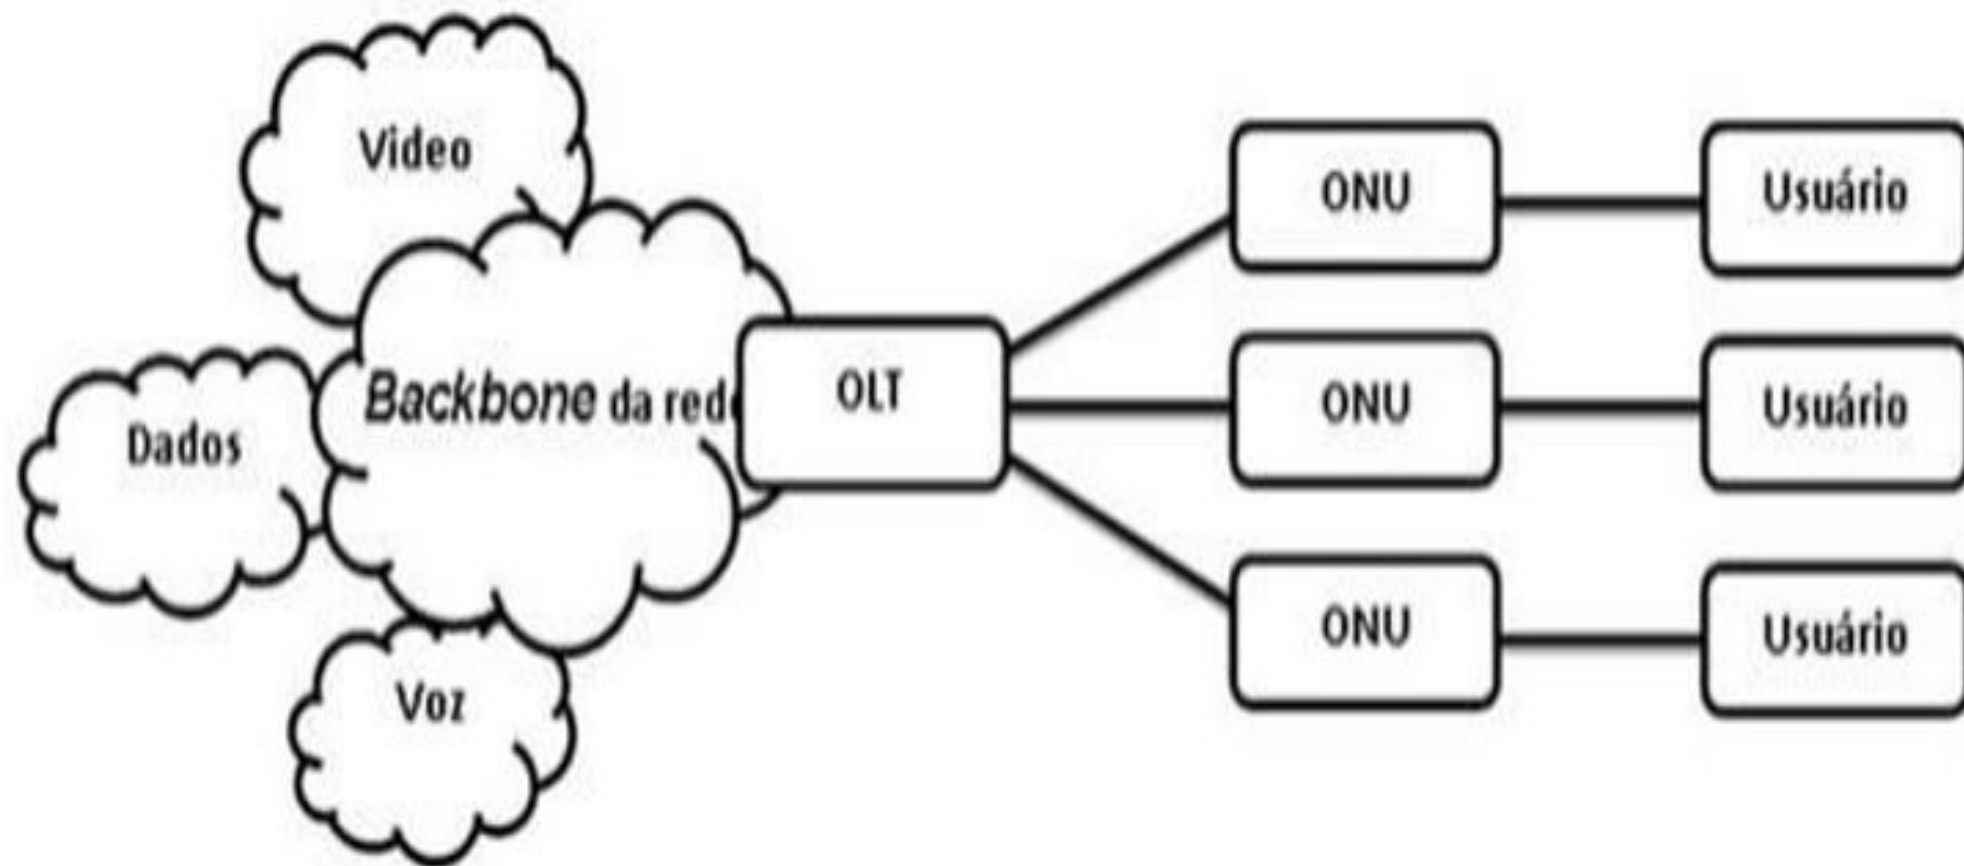 Video
ONU
Usuário
Backbone da rede
OLT
ONU
Usuário
Dados
ONU
Usuário
Voz